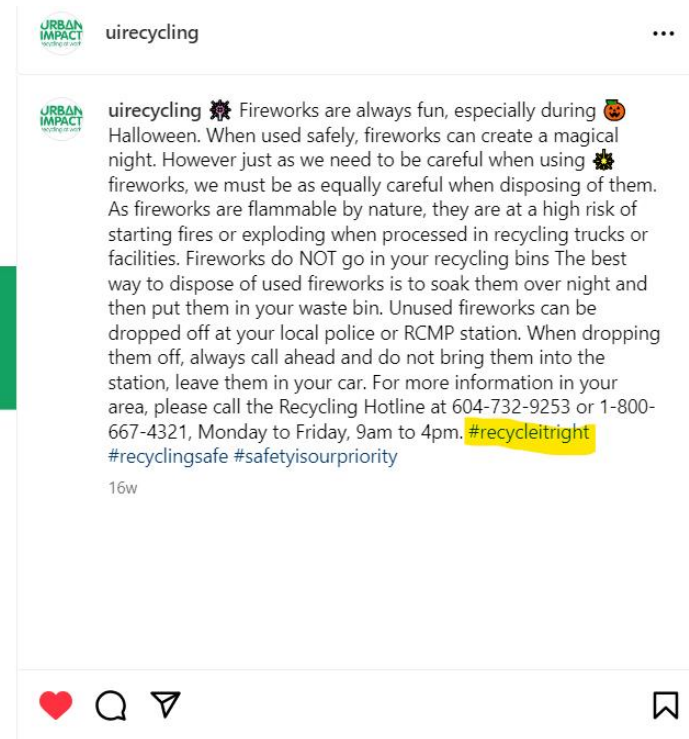 URBAN
IMPACT
recycling at work
uirecycling
URBAN
IMPACT
recycling at work
uirecycling Fireworks are always fun, especially during
Halloween. When used safely, fireworks can create a magical
night. However just as we need to be careful when using
fireworks, we must be as equally careful when disposing of them.
As fireworks are flammable by nature, they are at a high risk of
starting fires or exploding when processed in recycling trucks or
facilities. Fireworks do NOT go in your recycling bins The best
way to dispose of used fireworks is to soak them over night and
then put them in your waste bin. Unused fireworks can be
dropped off at your local police or RCMP station. When dropping
them off, always call ahead and do not bring them into the
station, leave them in your car. For more information in your
area, please call the Recycling Hotline at 604-732-9253 or 1-800-
667-4321, Monday to Friday, 9am to 4pm. #recycleitright
#recyclingsafe #safetyisourpriority
16w